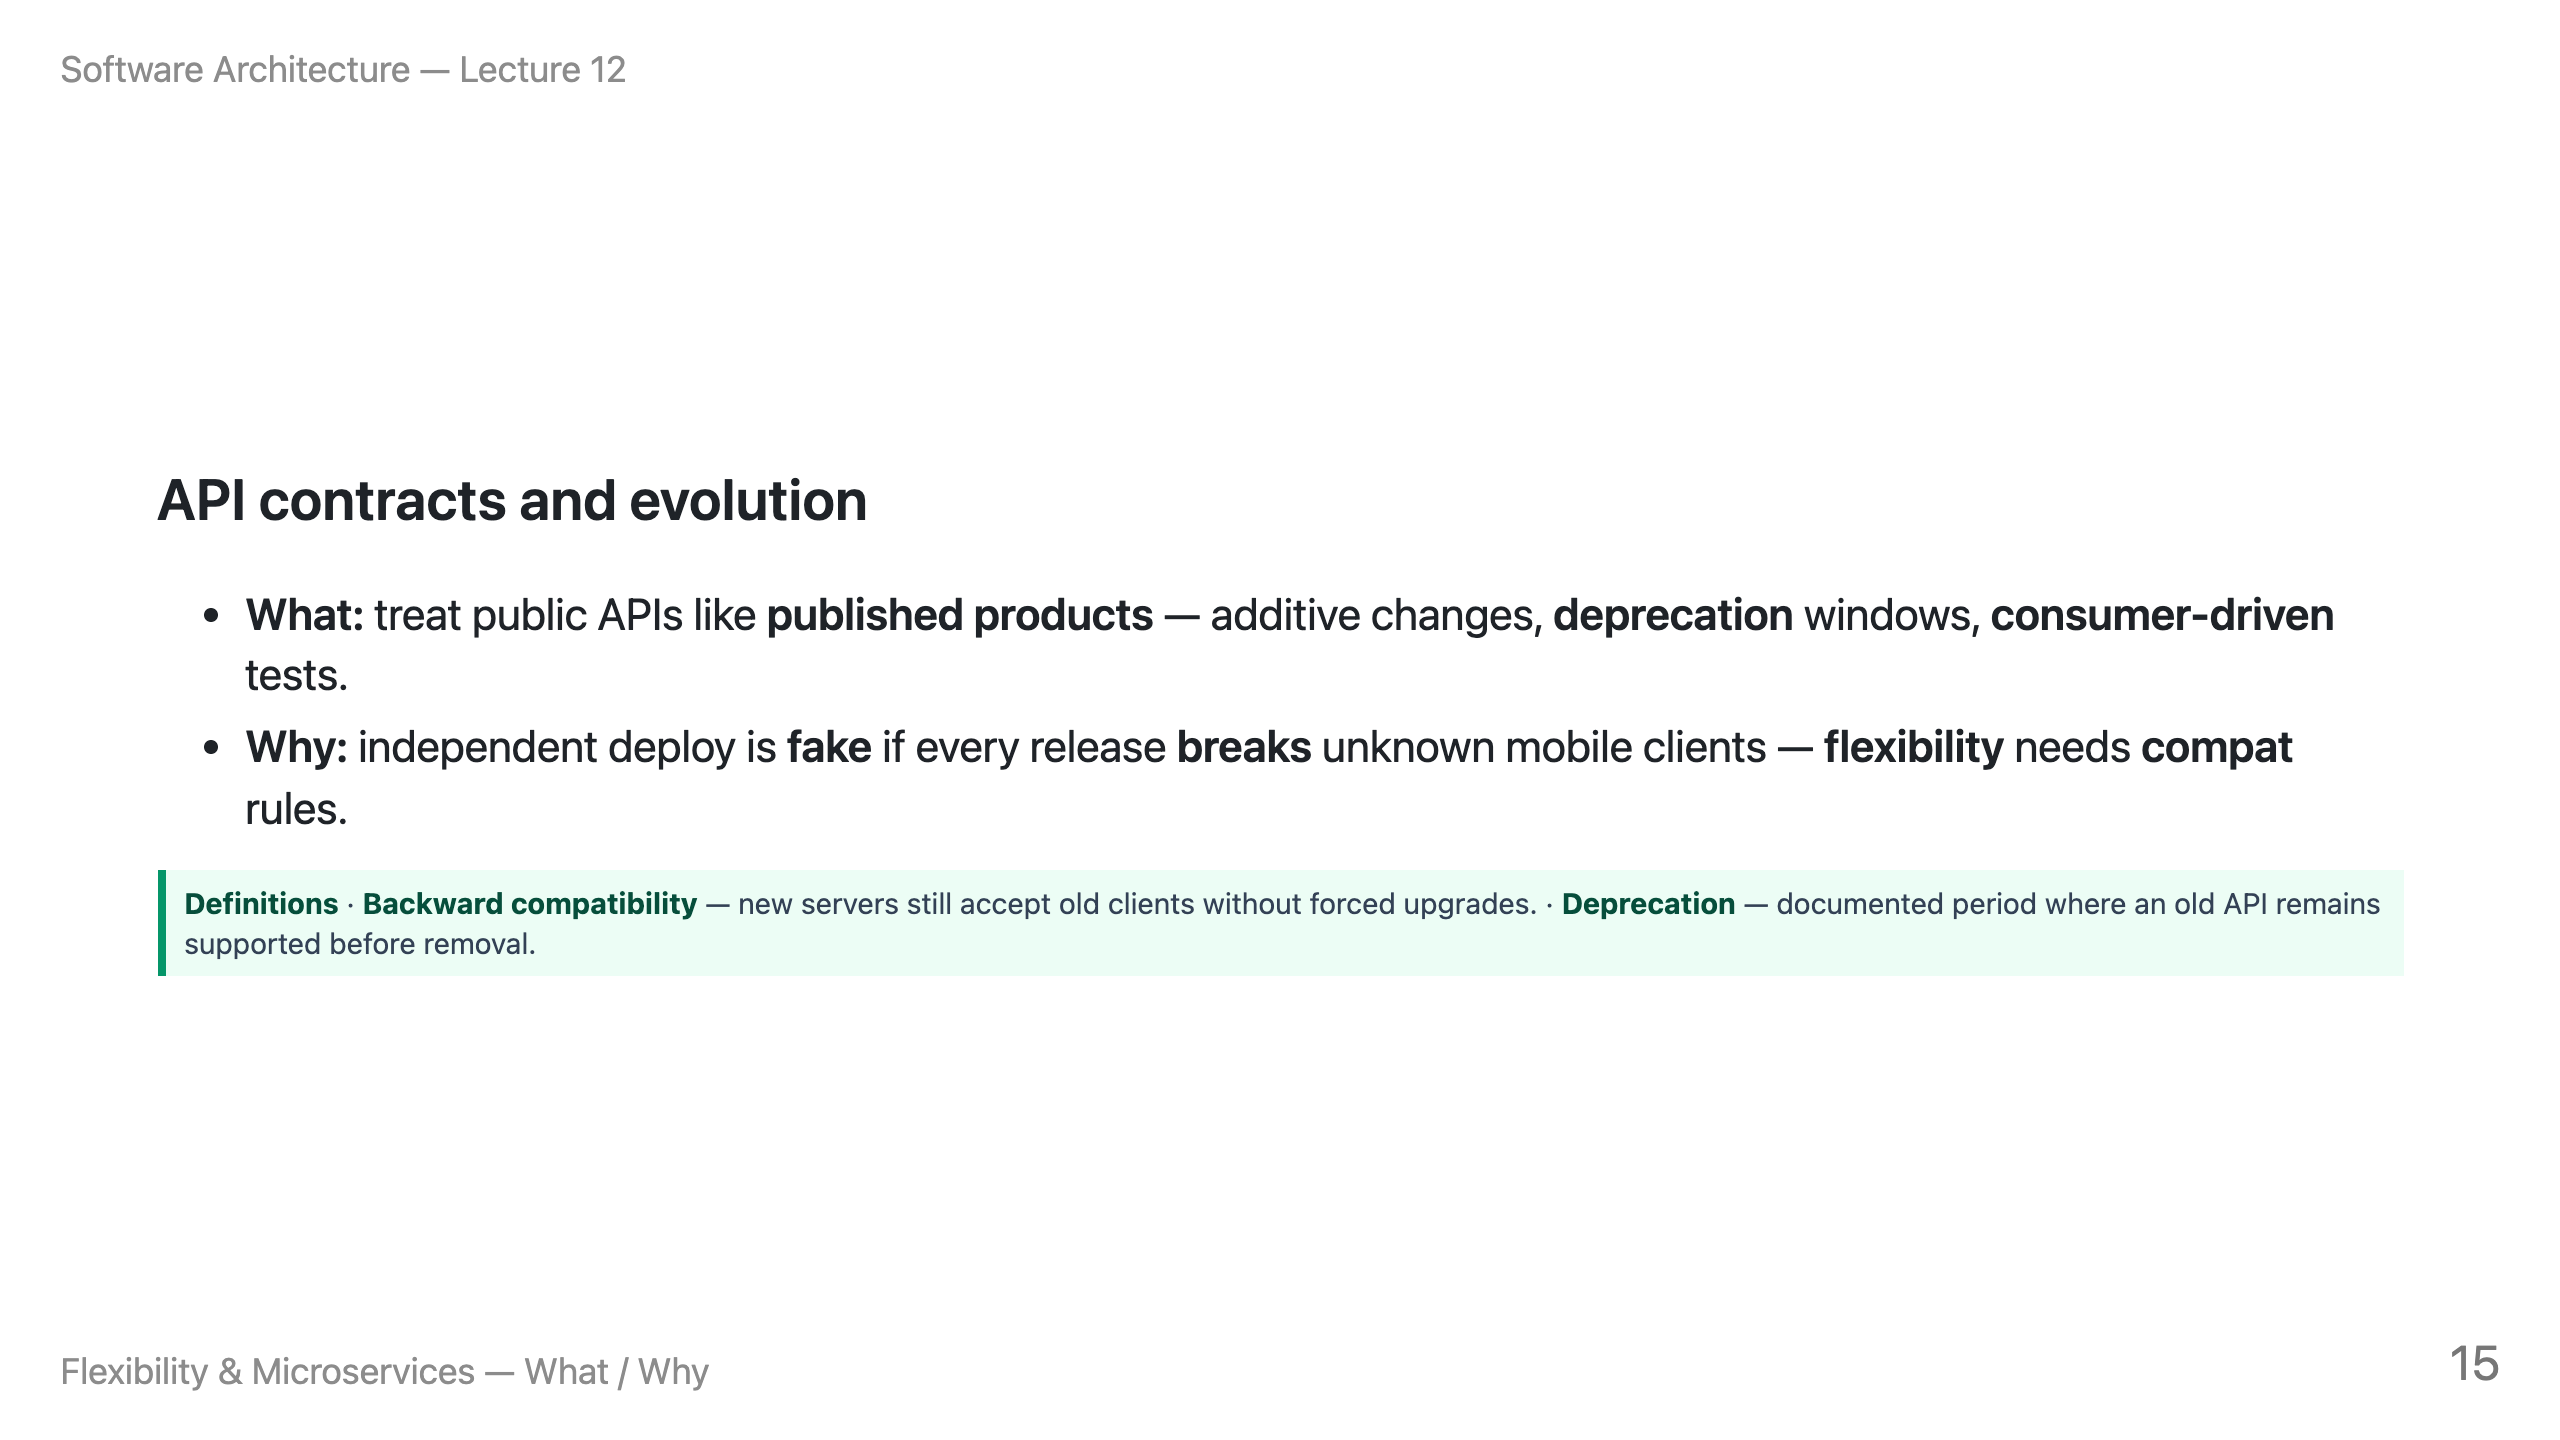 Software Architecture — Lecture 12
API contracts and evolution
• What: treat public APIs like published products — additive changes, deprecation windows, consumer-driven
tests.
• Why: independent deploy is fake if every release breaks unknown mobile clients — flexibility needs compat
rules.
Definitions · Backward compatibility — new servers still accept old clients without forced upgrades. · Deprecation — documented period where an old API remains
supported before removal.
Flexibility & Microservices — What / Why
15